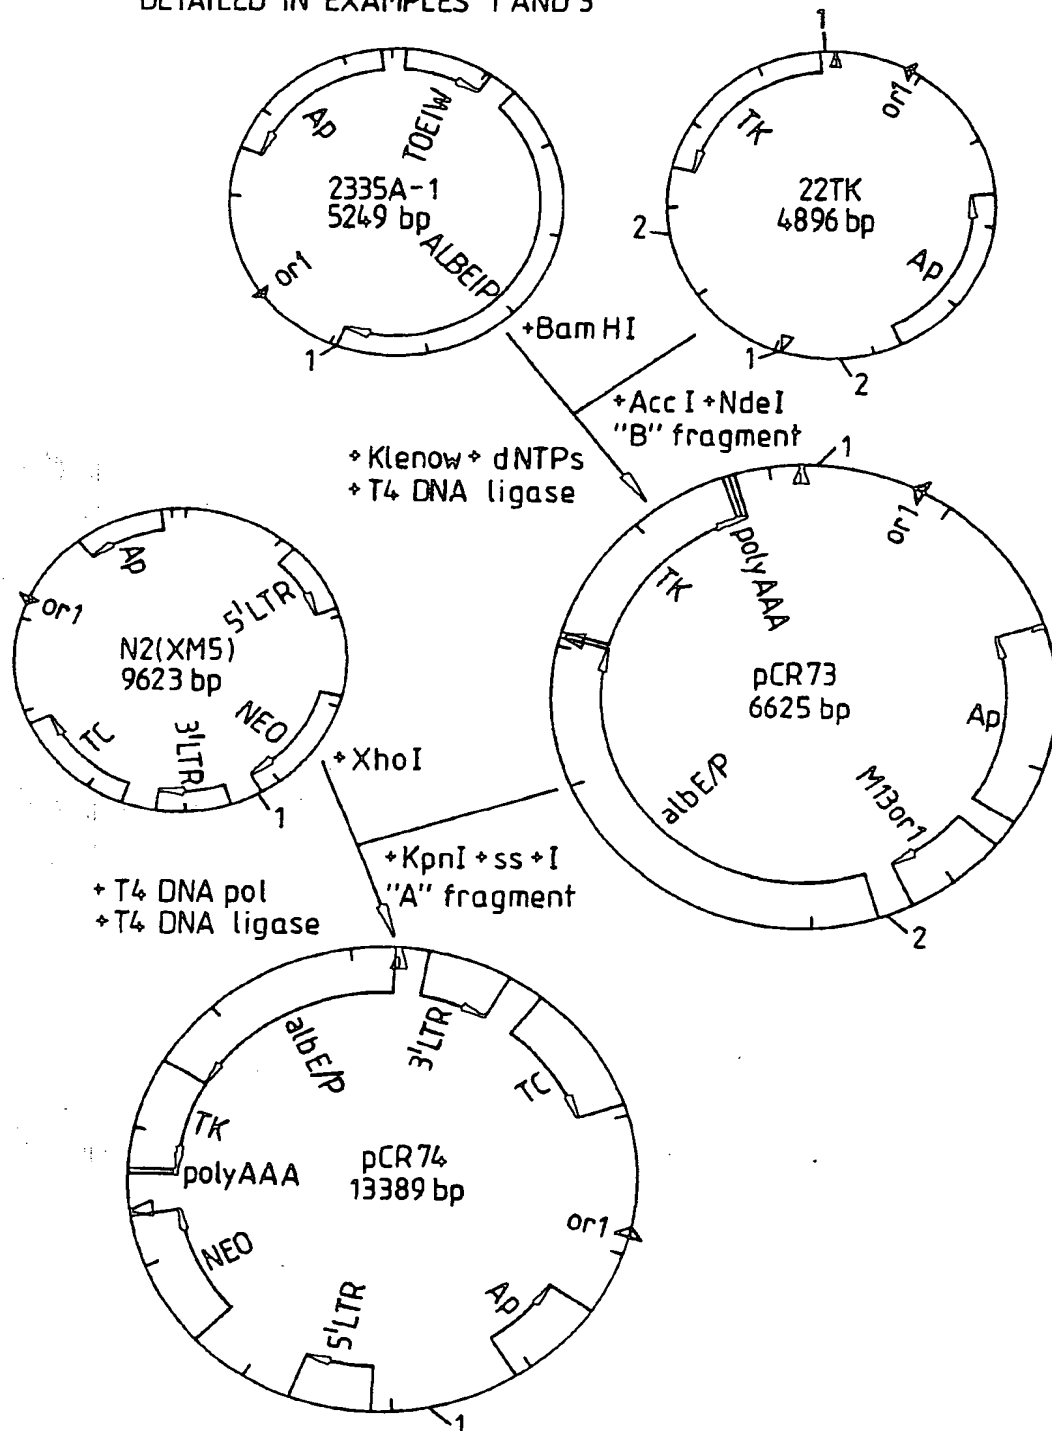 DETAILED IN EXAMPLES 1 AND 3
1
Ap
TOEIW
2335A-1
5249 bp
ALBEIP
or1
1
TK
or1
22TK
4896 bp
2
Ap
1
2
+Bam HI
+Acc I +NdeI
"B" fragment
+ Klenow + dNTPs
+ T4 DNA ligase
1
or1
polyAAA
TK
pCR73
6625 bp
Ap
M13or1
albE/P
2
Ap
or1
5'LTR
N2(XM5)
9623 bp
NEO
3'LTR
TC
1
+XhoI
+KpnI +ss +I
"A" fragment
+ T4 DNA pol
+T4 DNA ligase
albE/P
3'LTR
TC
TK
polyAAA
pCR74
13389 bp
or1
NEO
Ap
5'LTR
1